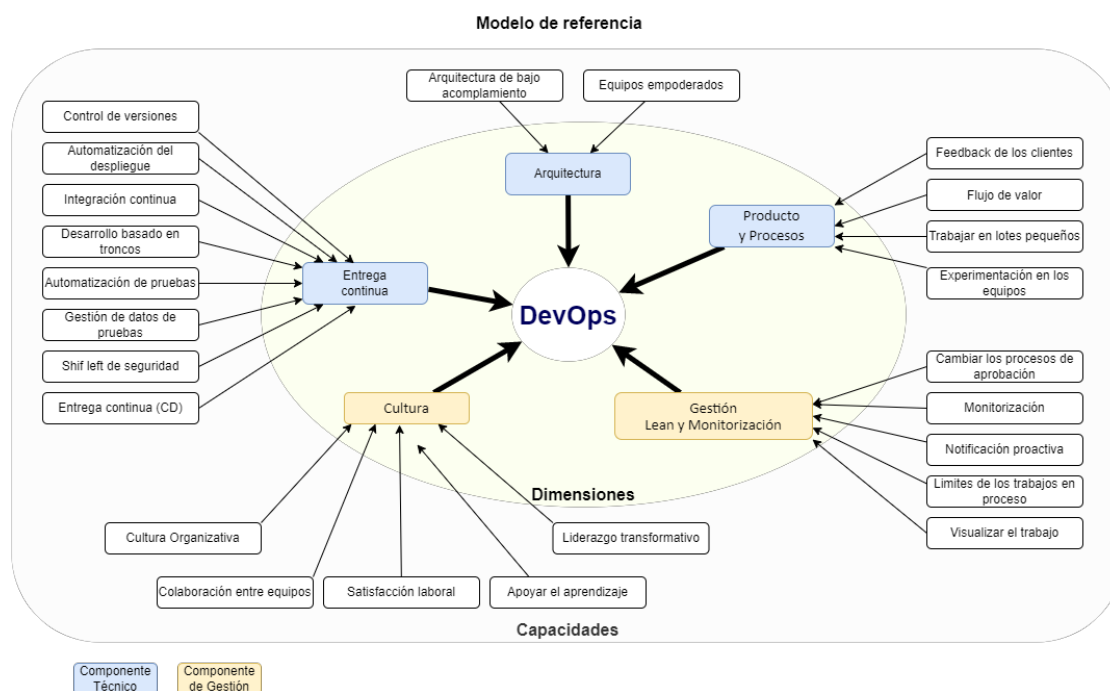 Modelo de referencia
Arquitectura de bajo
acomplamiento
Equipos empoderados
Control de versiones
Automatización del
despliegue
Integración continua
Desarrollo basado en
troncos
Automatización de pruebas
Gestión de datos de
pruebas
Shif left de seguridad
Entrega continua (CD)
Arquitectura
Producto
y Procesos
Entrega
continua
DevOps
Cultura
Gestión
Lean y Monitorización
Dimensiones
Feedback de los clientes
Flujo de valor
Trabajar en lotes pequeños
Experimentación en los
equipos
Cambiar los procesos de
aprobación
Monitorización
Notificación proactiva
Limites de los trabajos en
proceso
Visualizar el trabajo
Cultura Organizativa
Liderazgo transformativo
Colaboración entre equipos
Satisfacción laboral
Apoyar el aprendizaje
Capacidades
Componente
Técnico
Componente
de Gestión